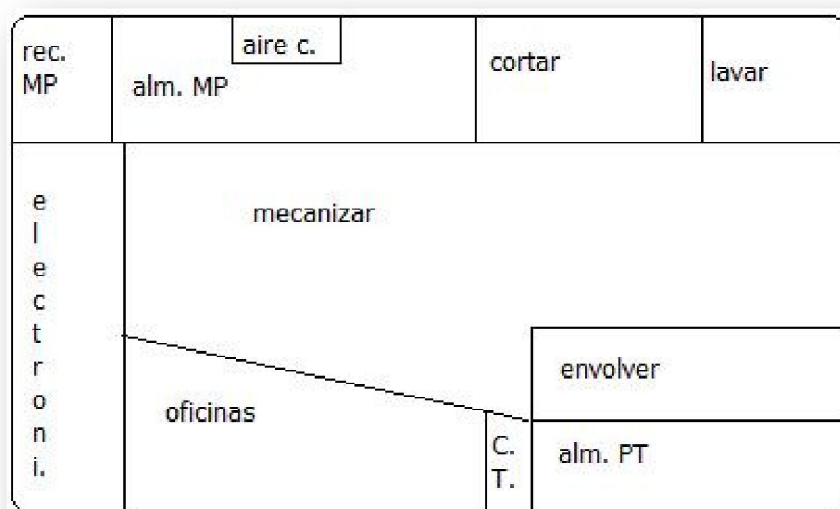 rec.
MP
aire c.
alm. MP
cortar
lavar
e
l
e
c
t
r
o
n
i.
mecanizar
oficinas
C.
T.
envolver
alm. PT